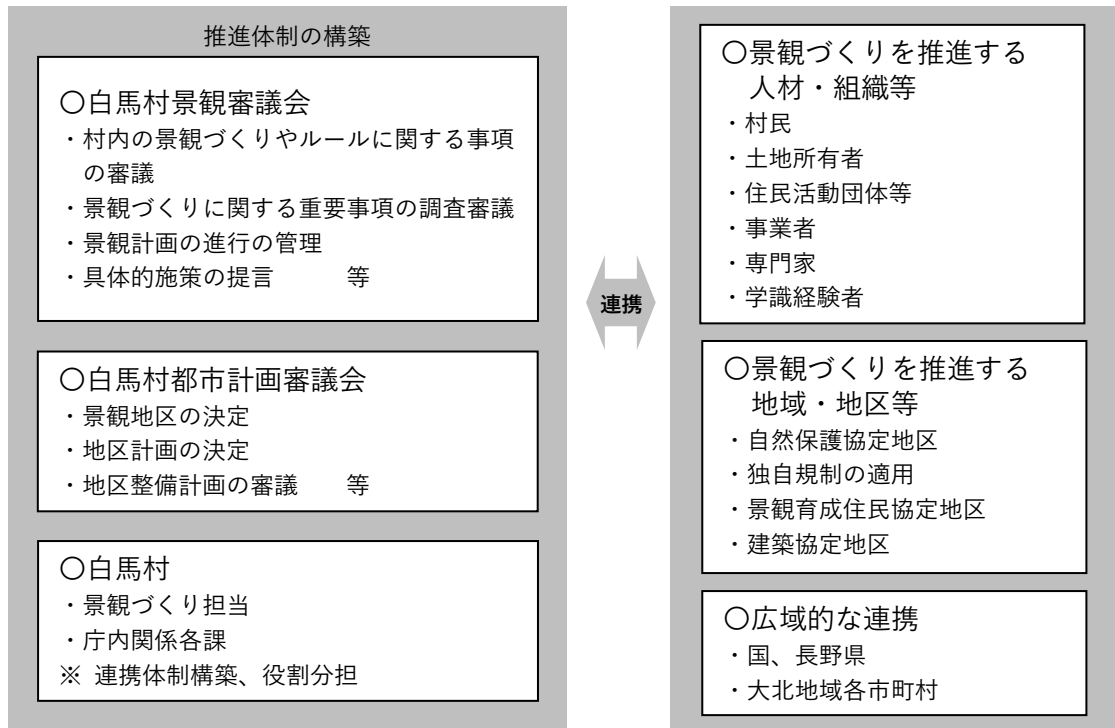 推進体制の構築
〇白馬村景観審議会
・村内の景観づくりやルールに関する事項
の審議
・景観づくりに関する重要事項の調査審議
・景観計画の進行の管理
・具体的施策の提言　　　等
〇白馬村都市計画審議会
・景観地区の決定
・地区計画の決定
・地区整備計画の審議　　等
〇白馬村
・景観づくり担当
・庁内関係各課
※ 連携体制構築、役割分担
連携
〇景観づくりを推進する
人材・組織等
・村民
・土地所有者
・住民活動団体等
・事業者
・専門家
・学識経験者
〇景観づくりを推進する
地域・地区等
・自然保護協定地区
・独自規制の適用
・景観育成住民協定地区
・建築協定地区
〇広域的な連携
・国、長野県
・大北地域各市町村